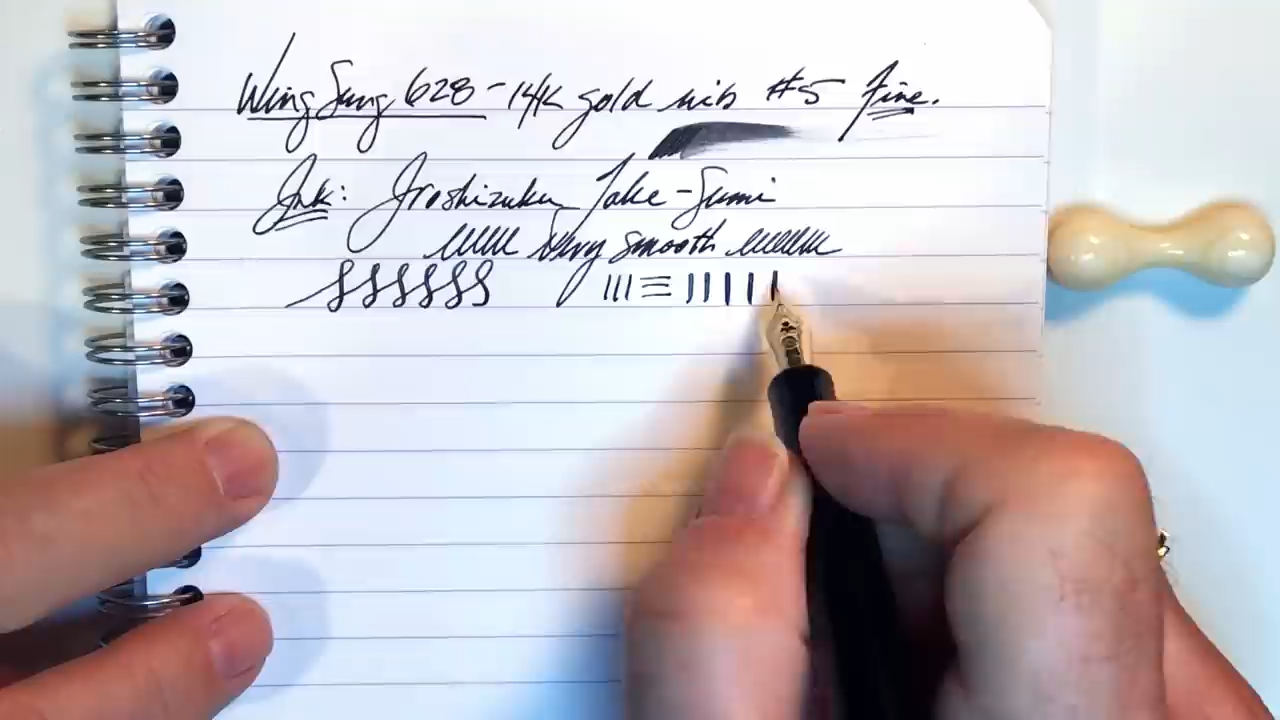 Wing Sung 628 - 14K gold nib #5 Fine.
Ink: Iroshizuku Take-Sumi
Very smooth